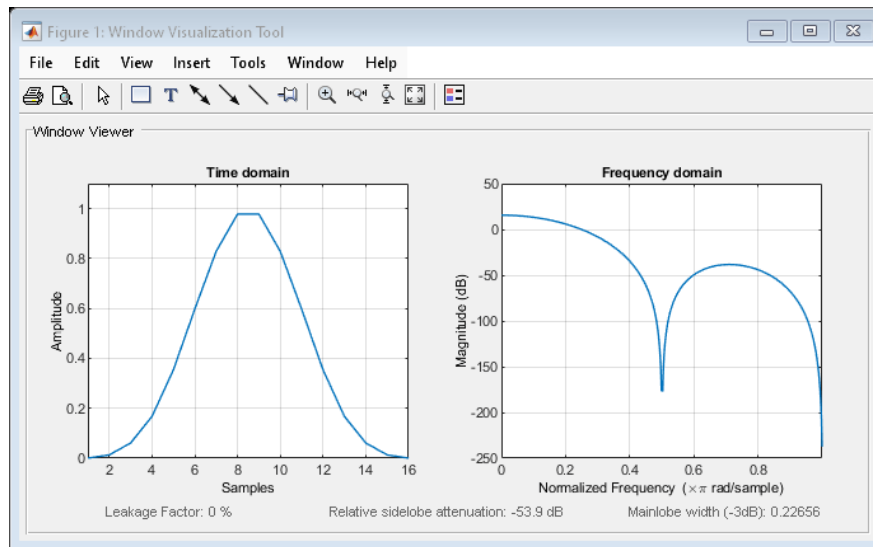 Figure 1: Window Visualization Tool
File Edit View Insert Tools Window Help
T
Window Viewer
Time domain
1
0.8
0.6
0.4
0.2
0
2 4 6 8 10 12 14 16
Amplitude
Samples
Frequency domain
50
0
-50
-100
-150
-200
-250
0 0.2 0.4 0.6 0.8
Magnitude (dB)
Normalized Frequency (×π rad/sample)
Leakage Factor: 0 % Relative sidelobe attenuation: -53.9 dB Mainlobe width (-3dB): 0.22656